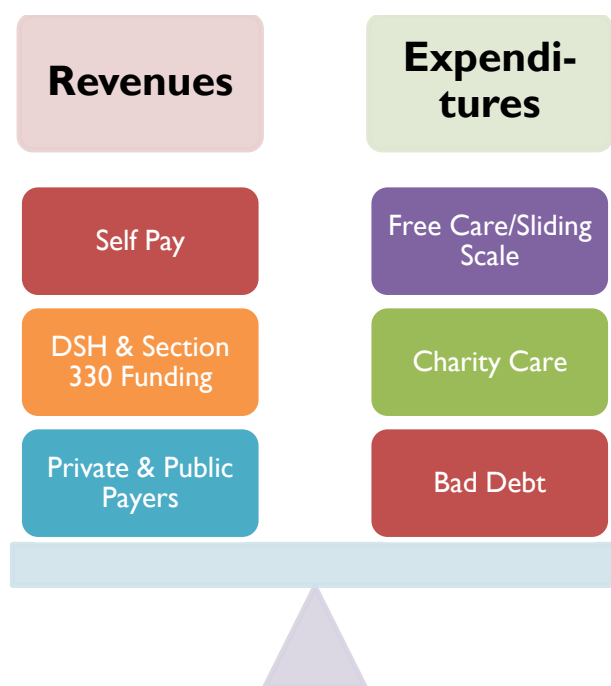 Revenues
Expendi-
tures
Self Pay
Free Care/Sliding
Scale
DSH & Section
330 Funding
Charity Care
Private & Public
Payers
Bad Debt